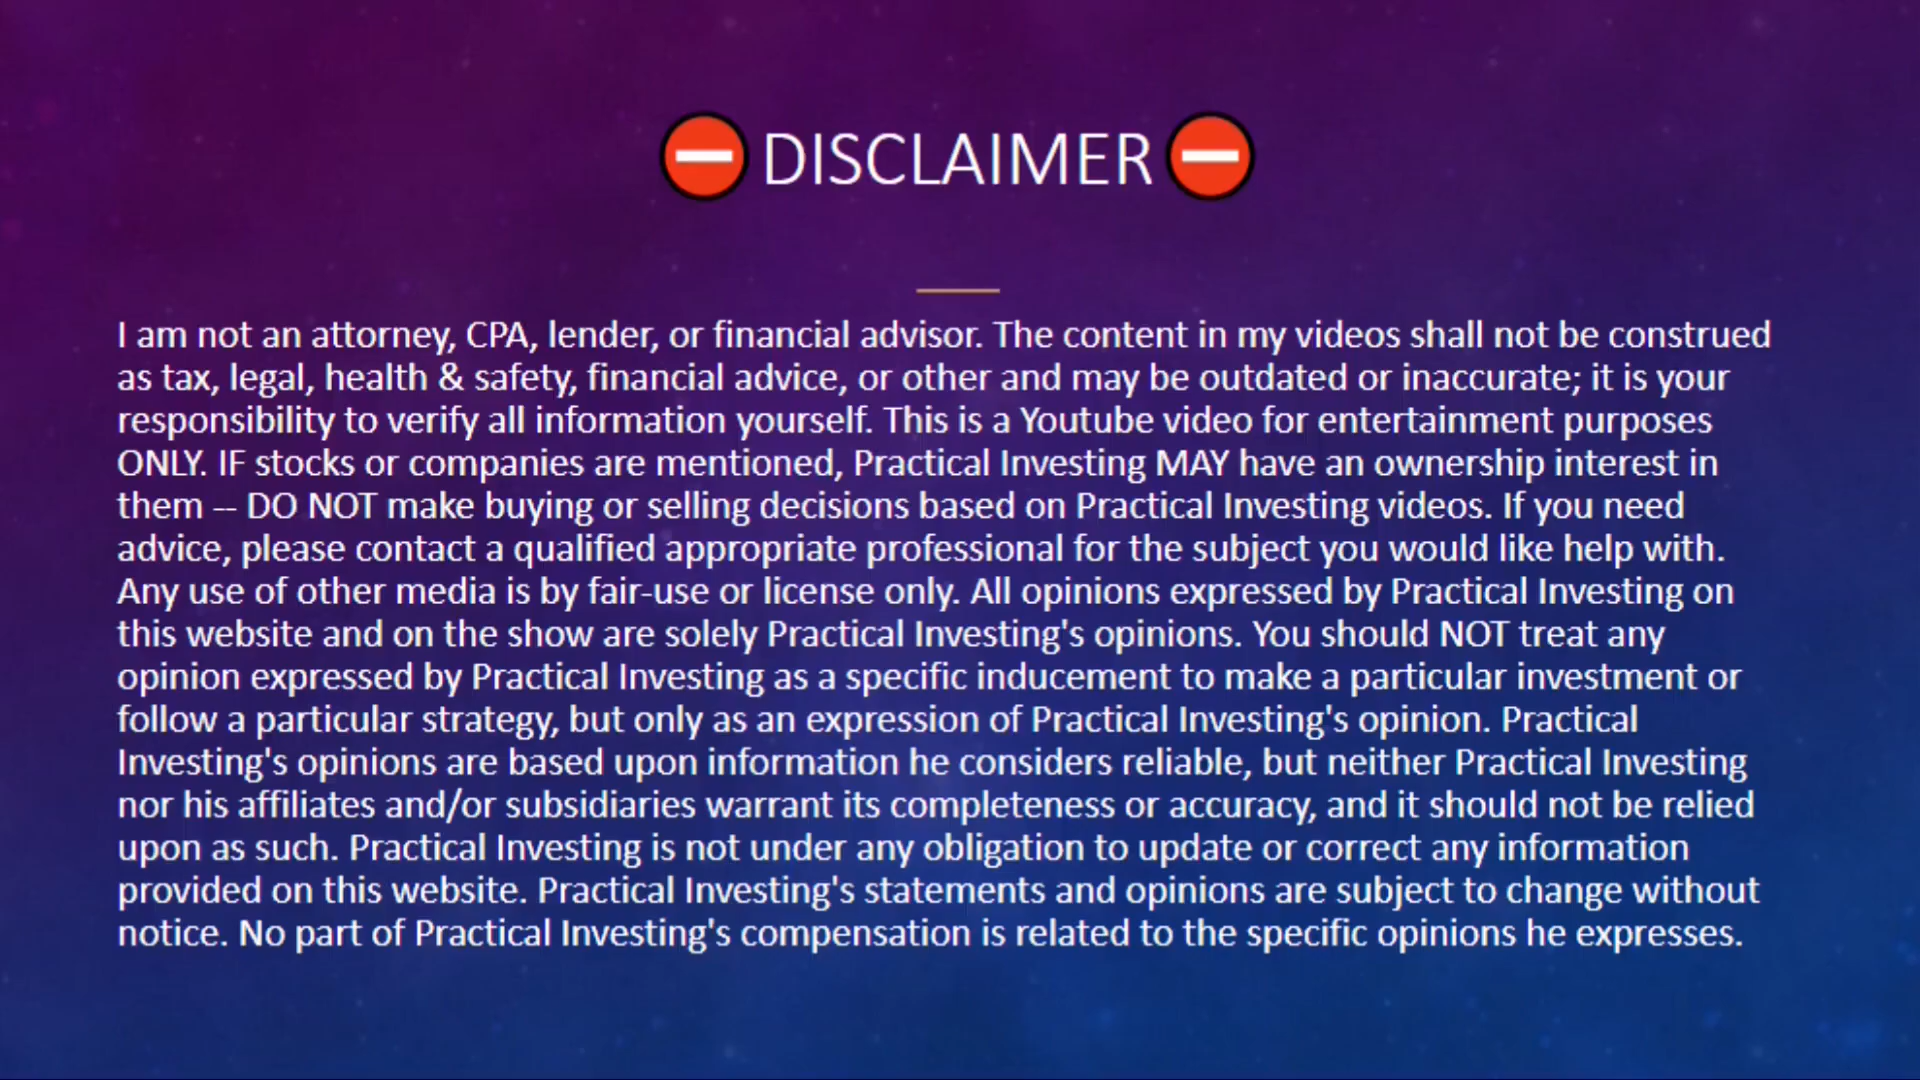 ⛔DISCLAIMER⛔
I am not an attorney, CPA, lender, or financial advisor. The content in my videos shall not be construed
as tax, legal, health & safety, financial advice, or other and may be outdated or inaccurate; it is your
responsibility to verify all information yourself. This is a Youtube video for entertainment purposes
ONLY. IF stocks or companies are mentioned, Practical Investing MAY have an ownership interest in
them -- DO NOT make buying or selling decisions based on Practical Investing videos. If you need
advice, please contact a qualified appropriate professional for the subject you would like help with.
Any use of other media is by fair-use or license only. All opinions expressed by Practical Investing on
this website and on the show are solely Practical Investing's opinions. You should NOT treat any
opinion expressed by Practical Investing as a specific inducement to make a particular investment or
follow a particular strategy, but only as an expression of Practical Investing's opinion. Practical
Investing's opinions are based upon information he considers reliable, but neither Practical Investing
nor his affiliates and/or subsidiaries warrant its completeness or accuracy, and it should not be relied
upon as such. Practical Investing is not under any obligation to update or correct any information
provided on this website. Practical Investing's statements and opinions are subject to change without
notice. No part of Practical Investing's compensation is related to the specific opinions he expresses.